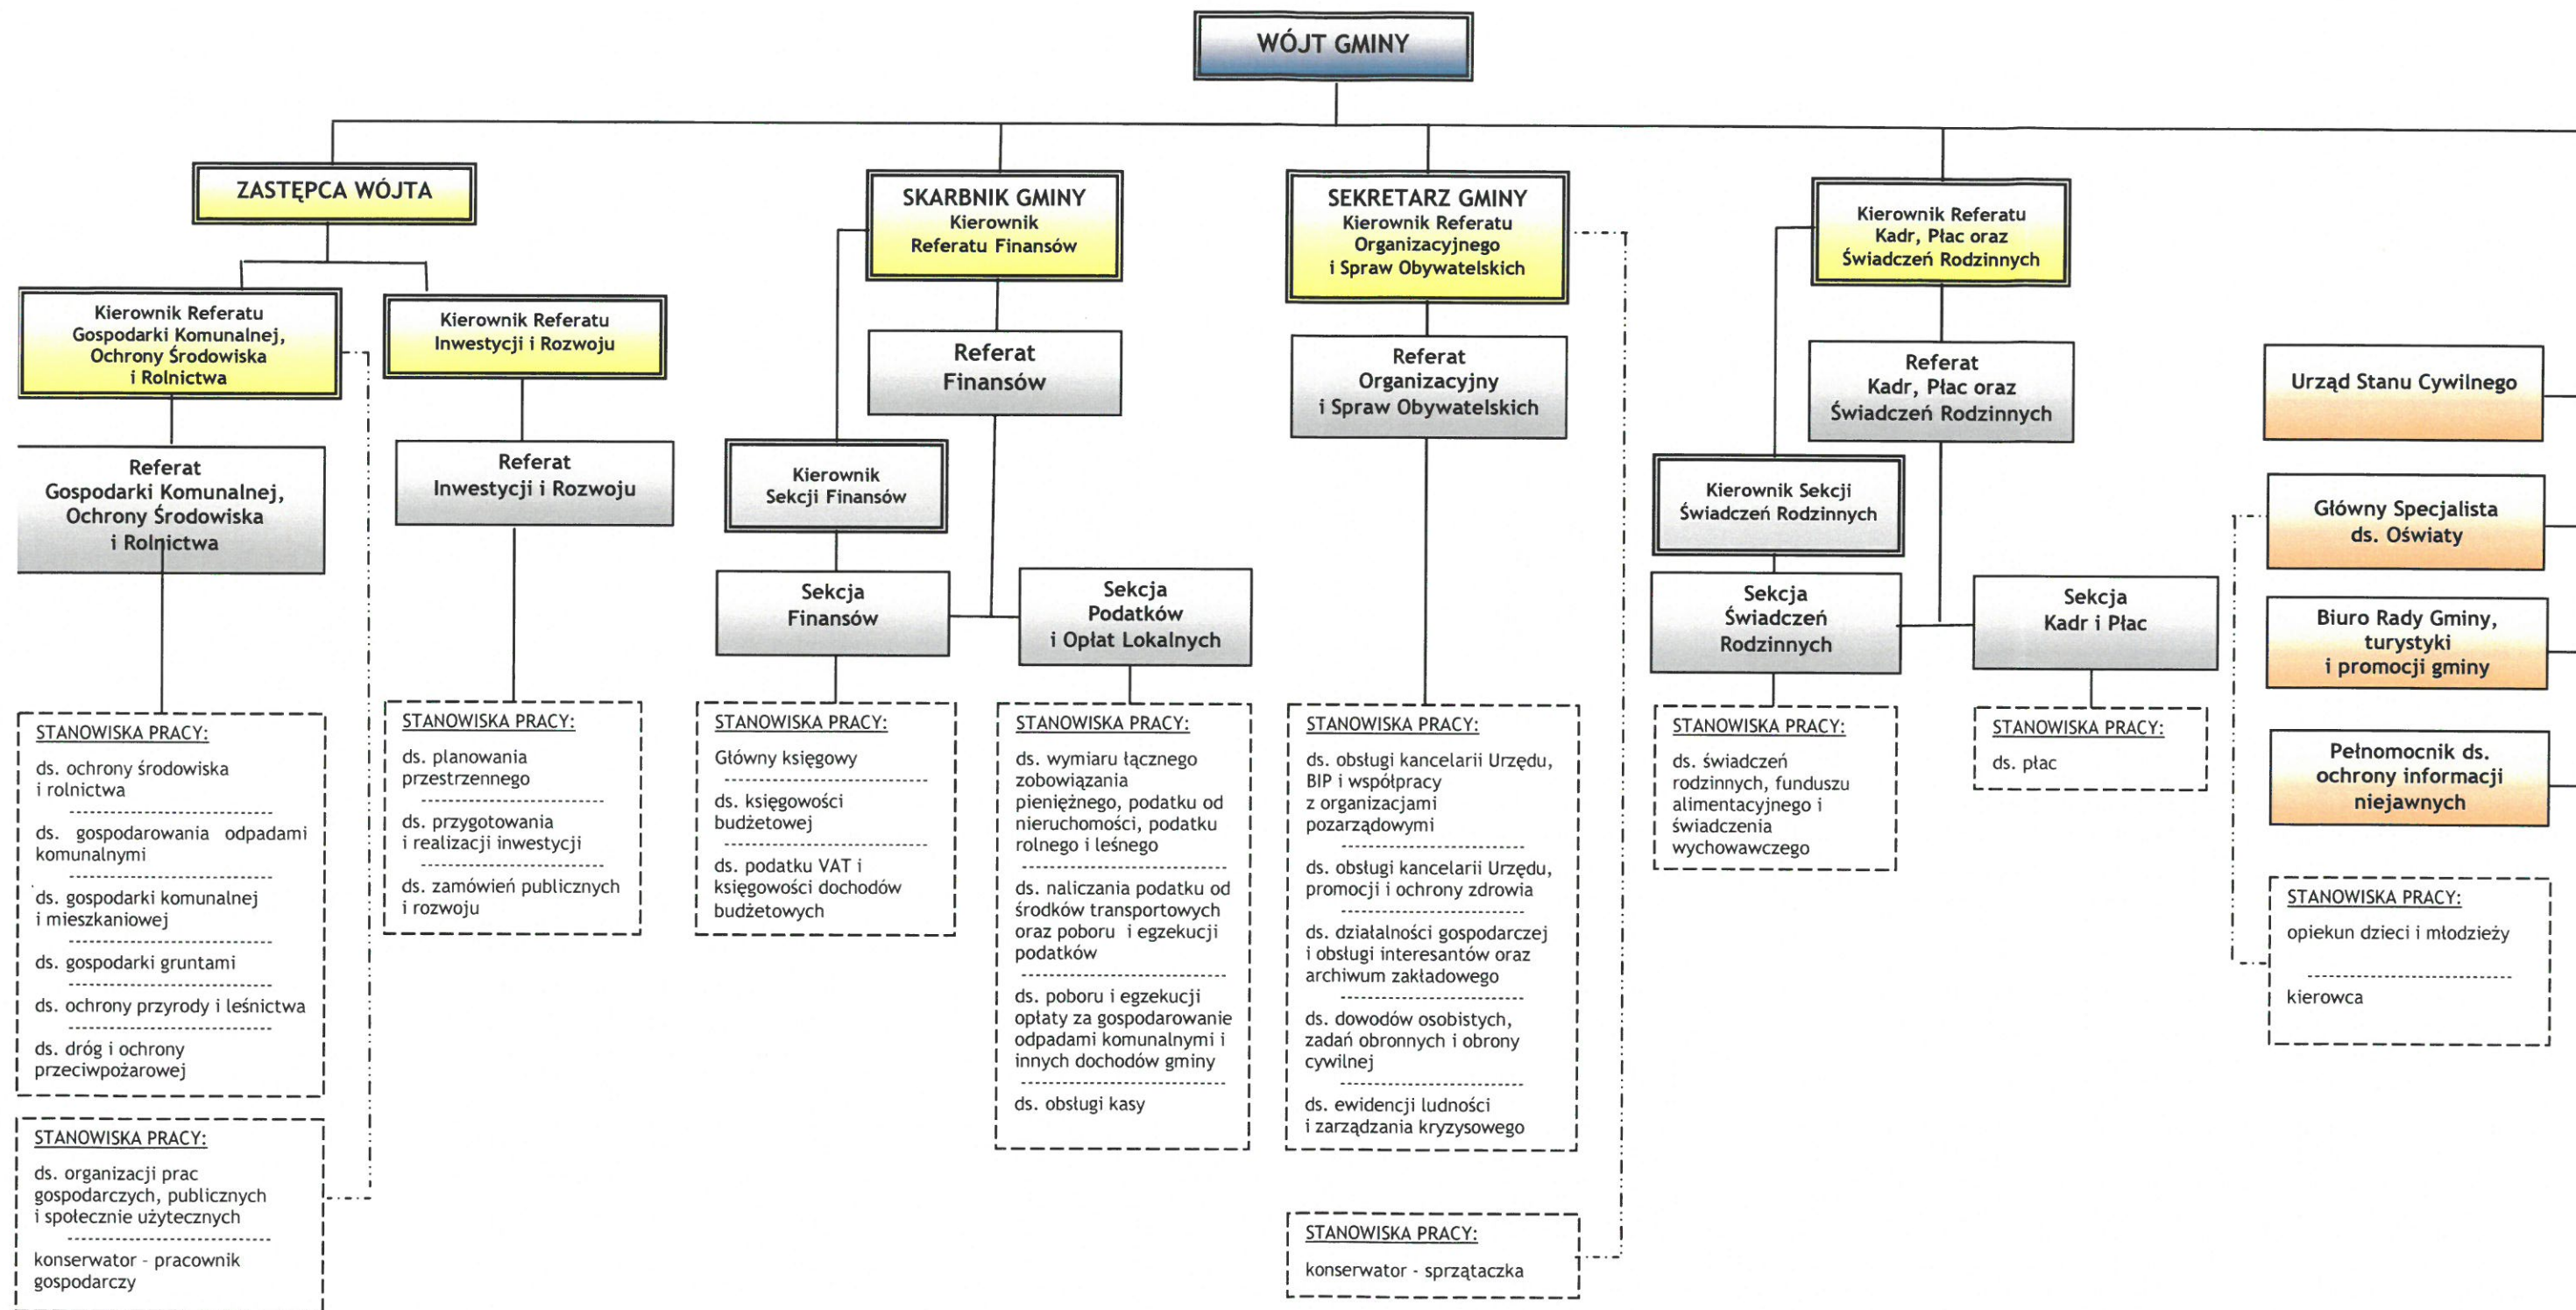 WÓJT GMINY
ZASTĘPCA WÓJTA
SKARBNIK GMINY
Kierownik
Referatu Finansów
SEKRETARZ GMINY
Kierownik Referatu
Organizacyjnego
i Spraw Obywatelskich
Kierownik Referatu
Kadr, Płac oraz
Świadczeń Rodzinnych
Kierownik Referatu
Gospodarki Komunalnej,
Ochrony Środowiska
i Rolnictwa
Kierownik Referatu
Inwestycji i Rozwoju
Referat
Finansów
Referat
Organizacyjny
i Spraw Obywatelskich
Referat
Kadr, Płac oraz
Świadczeń Rodzinnych
Urząd Stanu Cywilnego
Referat
Gospodarki Komunalnej,
Ochrony Środowiska
i Rolnictwa
Referat
Inwestycji i Rozwoju
Kierownik
Sekcji Finansów
Kierownik Sekcji
Świadczeń Rodzinnych
Główny Specjalista
ds. Oświaty
Sekcja
Finansów
Sekcja
Podatków
i Opłat Lokalnych
Sekcja
Świadczeń
Rodzinnych
Sekcja
Kadr i Płac
Biuro Rady Gminy,
turystyki
i promocji gminy
Pełnomocnik ds.
ochrony informacji
niejawnych
STANOWISKA PRACY:
ds. ochrony środowiska
i rolnictwa
ds. gospodarowania odpadami
komunalnymi
ds. gospodarki komunalnej
i mieszkaniowej
ds. gospodarki gruntami
ds. ochrony przyrody i leśnictwa
ds. dróg i ochrony
przeciwpożarowej
STANOWISKA PRACY:
ds. planowania
przestrzennego
ds. przygotowania
i realizacji inwestycji
ds. zamówień publicznych
i rozwoju
STANOWISKA PRACY:
Główny księgowy
ds. księgowości
budżetowej
ds. podatku VAT i
księgowości dochodów
budżetowych
STANOWISKA PRACY:
ds. wymiaru łącznego
zobowiązania
pieniężnego, podatku od
nieruchomości, podatku
rolnego i leśnego
ds. naliczania podatku od
środków transportowych
oraz poboru i egzekucji
podatków
ds. poboru i egzekucji
opłaty za gospodarowanie
odpadami komunalnymi i
innych dochodów gminy
ds. obsługi kasy
STANOWISKA PRACY:
ds. obsługi kancelarii Urzędu,
BIP i współpracy
z organizacjami
pozarządowymi
ds. obsługi kancelarii Urzędu,
promocji i ochrony zdrowia
ds. działalności gospodarczej
i obsługi interesantów oraz
archiwum zakładowego
ds. dowodów osobistych,
zadań obronnych i obrony
cywilnej
ds. ewidencji ludności
i zarządzania kryzysowego
STANOWISKA PRACY:
ds. świadczeń
rodzinnych, funduszu
alimentacyjnego i
świadczenia
wychowawczego
STANOWISKA PRACY:
ds. płac
STANOWISKA PRACY:
opiekun dzieci i młodzieży
kierowca
STANOWISKA PRACY:
ds. organizacji prac
gospodarczych, publicznych
i społecznie użytecznych
konserwator - pracownik
gospodarczy
STANOWISKA PRACY:
konserwator - sprzątaczka